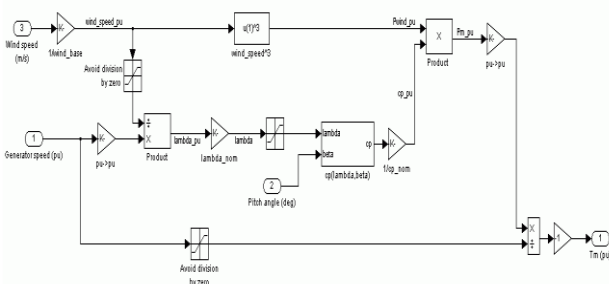 wind_speed_pu
3
K-
u(1)^3
Pwind_pu
Wind speed
(m/s)
1/wind_base
wind_speed^3
x
Pm_pu
K-
Product
pu->pu
Avoid division
by zero
cp_pu
1
K-
÷
x
lambda_pu
K-
lambda
lambda
beta
cp
K-
Generator speed (pu)
pu->pu
Product
lambda_nom
cp(lambda,beta)
1/cp_nom
2
Pitch angle (deg)
x
÷
-1
1
Tm (pu
Avoid division
by zero